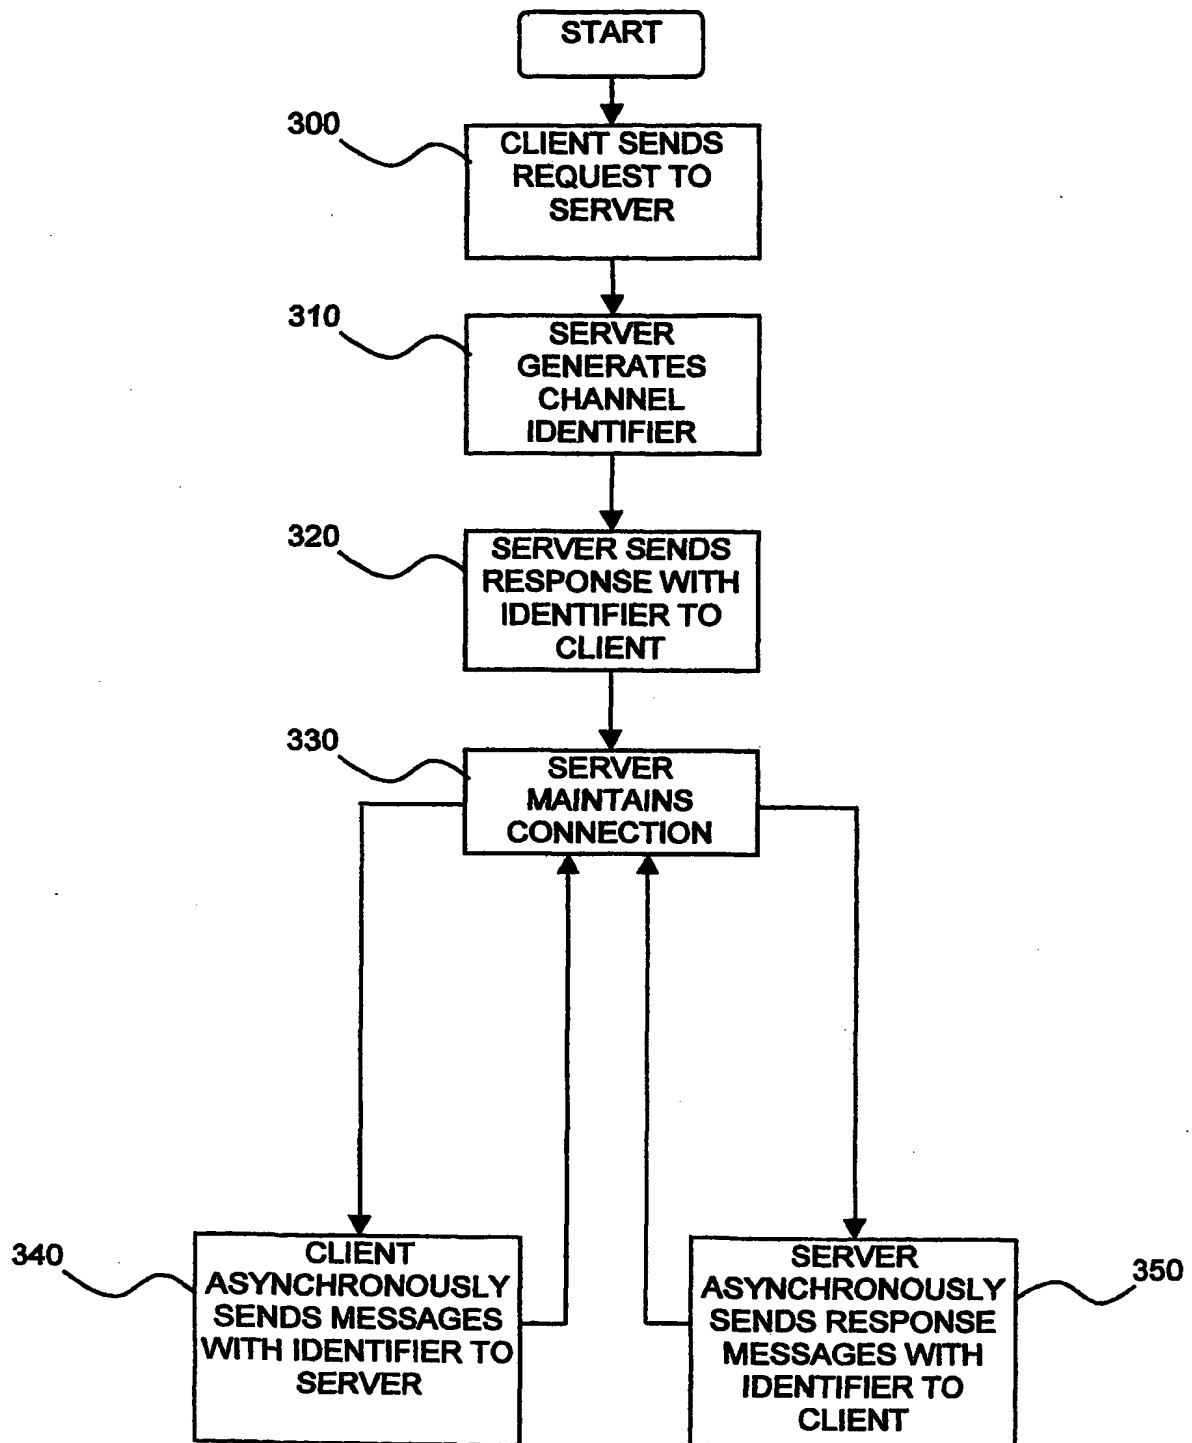 START
300
CLIENT SENDS
REQUEST TO
SERVER
310
SERVER
GENERATES
CHANNEL
IDENTIFIER
320
SERVER SENDS
RESPONSE WITH
IDENTIFIER TO
CLIENT
330
SERVER
MAINTAINS
CONNECTION
340
CLIENT
ASYNCHRONOUSLY
SENDS MESSAGES
WITH IDENTIFIER TO
SERVER
SERVER
ASYNCHRONOUSLY
SENDS RESPONSE
MESSAGES WITH
IDENTIFIER TO
CLIENT
350